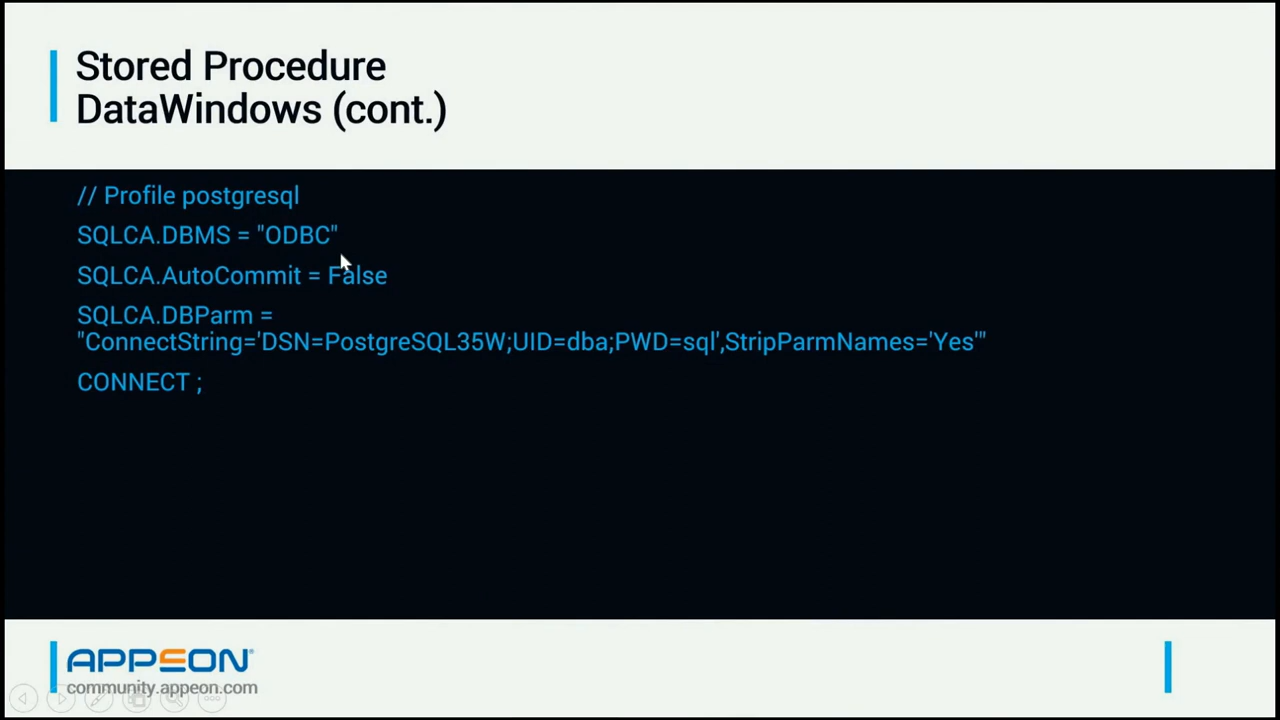 Stored Procedure
DataWindows (cont.)
// Profile postgresql
SQLCA.DBMS = "ODBC"
SQLCA.AutoCommit = False
SQLCA.DBParm =
"ConnectString='DSN=PostgreSQL35W;UID=dba;PWD=sql',StripParmNames='Yes'"
CONNECT ;
APPEON®
community.appeon.com